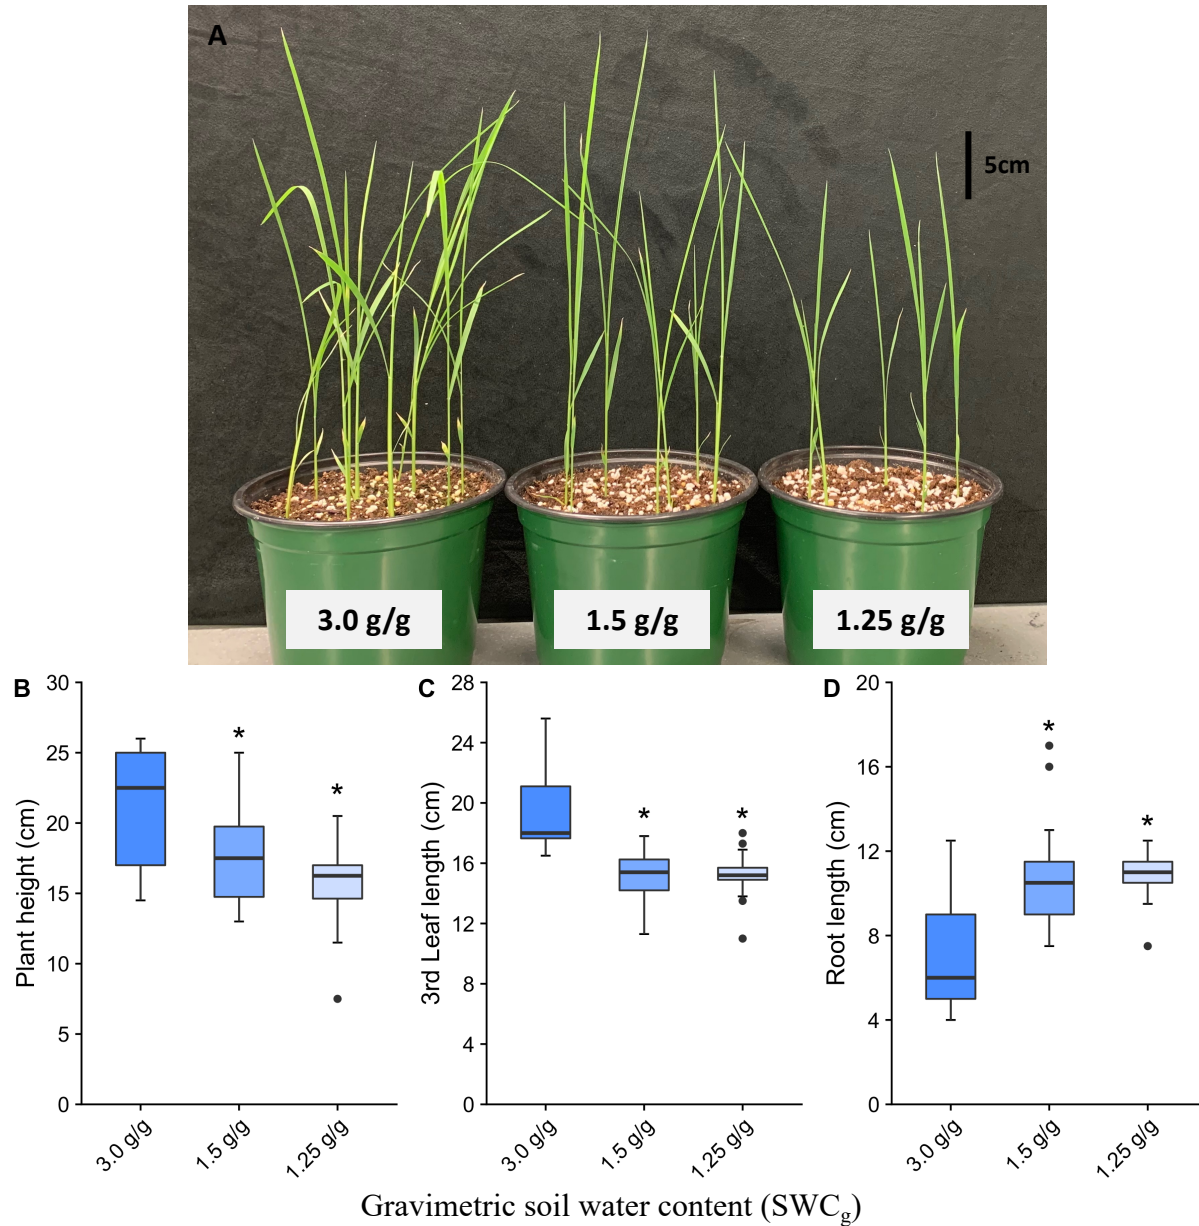 A
5cm
3.0 g/g
1.5 g/g
1.25 g/g
B
Plant height (cm)
30
25
20
15
10
5
0
*
*
3.0 g/g
1.5 g/g
1.25 g/g
C
3rd Leaf length (cm)
28
24
20
16
12
8
4
0
*
*
3.0 g/g
1.5 g/g
1.25 g/g
D
Root length (cm)
20
16
12
8
4
0
*
*
3.0 g/g
1.5 g/g
1.25 g/g
Gravimetric soil water content (SWCg)